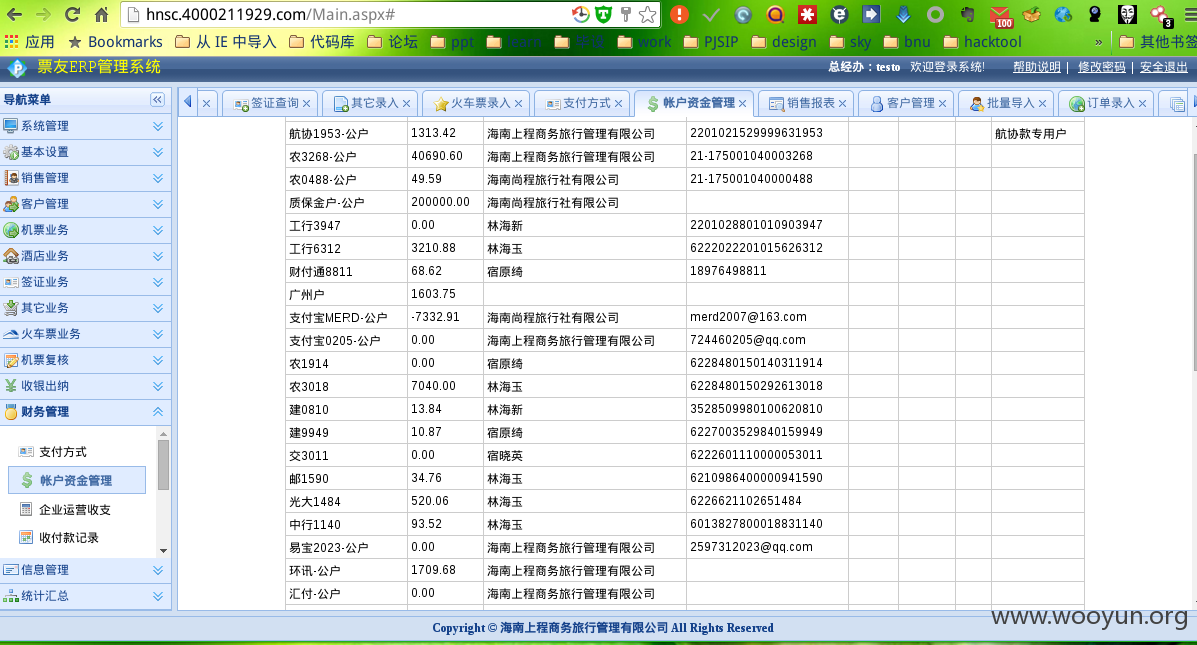 hnsc.4000211929.com/Main.aspx#
100
3
应用 Bookmarks 从 IE 中导入 代码库 论坛 ppt work PJSIP design sky bnu hacktool » 其他书签
票友ERP管理系统 总经办：testo 欢迎登录系统! 帮助说明 | 修改密码 | 安全退出
导航菜单
签证查询 其它录入 火车票录入 支付方式 帐户资金管理 销售报表 客户管理 批量导入 订单录入
系统管理
基本设置
销售管理
客户管理
机票业务
酒店业务
签证业务
其它业务
火车票业务
机票复核
收银出纳
财务管理
支付方式
帐户资金管理
企业运营收支
收付款记录
信息管理
统计汇总
航协1953-公户 1313.42 海南上程商务旅行管理有限公司 2201021529999631953 航协款专用户
农3268-公户 40690.60 海南上程商务旅行管理有限公司 21-175001040003268
农0488-公户 49.59 海南尚程旅行社有限公司 21-175001040000488
质保金户-公户 200000.00 海南尚程旅行社有限公司
工行3947 0.00 林海新 2201028801010903947
工行6312 3210.88 林海玉 6222022201015626312
财付通8811 68.62 宿原绮 18976498811
广州户 1603.75
支付宝MERD-公户 -7332.91 海南尚程旅行社有限公司 merd2007@163.com
支付宝0205-公户 0.00 海南上程商务旅行管理有限公司 724460205@qq.com
农1914 0.00 宿原绮 6228480150140311914
农3018 7040.00 林海玉 6228480150292613018
建0810 13.84 林海新 3528509980100620810
建9949 10.87 宿原绮 6227003529840159949
交3011 0.00 宿晓英 6222601110000053011
邮1590 34.76 林海玉 6210986400000941590
光大1484 520.06 林海玉 6226621102651484
中行1140 93.52 林海玉 6013827800018831140
易宝2023-公户 0.00 海南上程商务旅行管理有限公司 2597312023@qq.com
环讯-公户 1709.68 海南上程商务旅行管理有限公司
汇付-公户 0.00 海南上程商务旅行管理有限公司
www.wooyun.org
Copyright © 海南上程商务旅行管理有限公司 All Rights Reserved